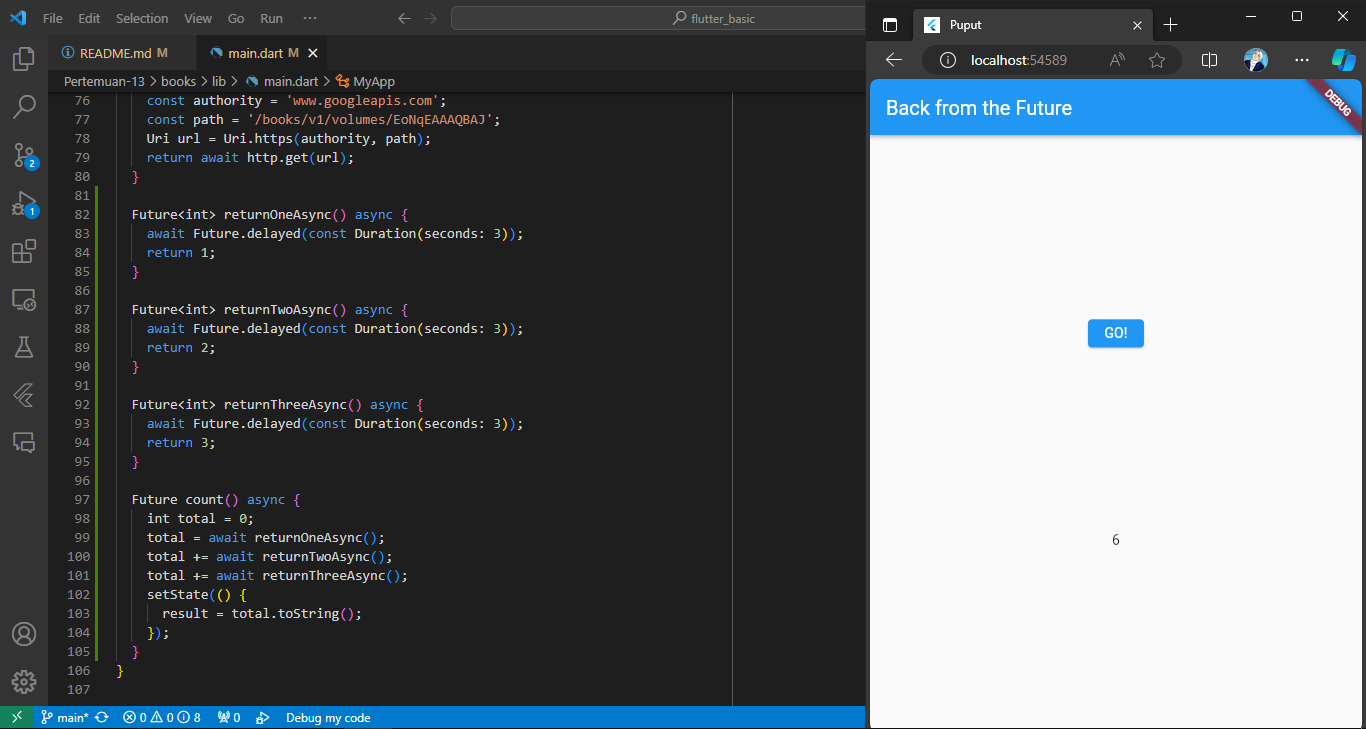 File Edit Selection View Go Run ··· flutter_basic
README.md M main.dart M
Pertemuan-13 > books > lib > main.dart > MyApp
76 const authority = 'www.googleapis.com';
77 const path = '/books/v1/volumes/EoNqEAAAQBAJ';
78 Uri url = Uri.https(authority, path);
79 return await http.get(url);
80 }
81
82 Future<int> returnOneAsync() async {
83 await Future.delayed(const Duration(seconds: 3));
84 return 1;
85 }
86
87 Future<int> returnTwoAsync() async {
88 await Future.delayed(const Duration(seconds: 3));
89 return 2;
90 }
91
92 Future<int> returnThreeAsync() async {
93 await Future.delayed(const Duration(seconds: 3));
94 return 3;
95 }
96
97 Future count() async {
98 int total = 0;
99 total = await returnOneAsync();
100 total += await returnTwoAsync();
101 total += await returnThreeAsync();
102 setState(() {
103 result = total.toString();
104 });
105 }
106 }
107
2
1
main* 0 0 8 0 Debug my code
Puput
localhost:54589
Back from the Future
DEBUG
GO!
6